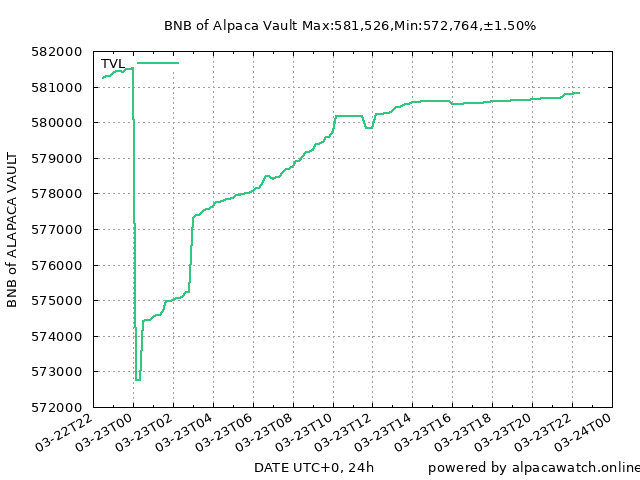 BNB of Alpaca Vault Max:581,526,Min:572,764,±1.50%
TVL
582000
581000
580000
579000
578000
577000
576000
575000
574000
573000
572000
BNB of ALAPACA VAULT
03-22T22
03-23T00
03-23T02
03-23T04
03-23T06
03-23T08
03-23T10
03-23T12
03-23T14
03-23T16
03-23T18
03-23T20
03-23T22
03-24T00
DATE UTC+0, 24h
powered by alpacawatch.online